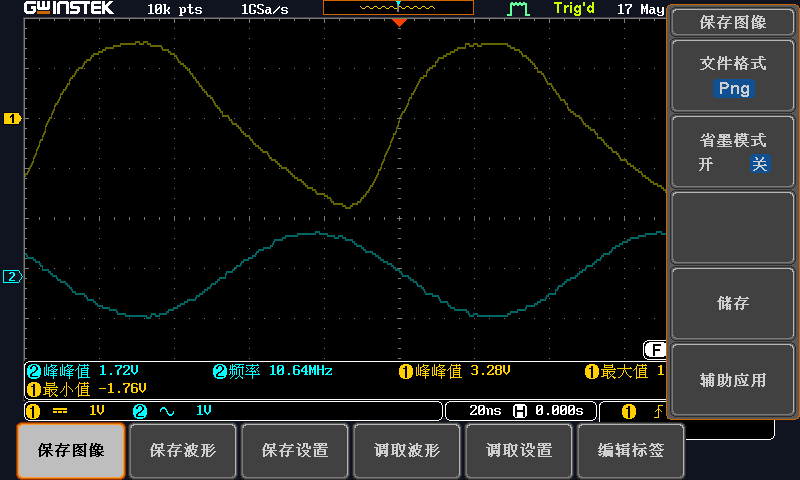 GWINSTEK 10k pts 1GSa/s Trig'd 17 May
保存图像
文件格式
Png
省墨模式
开 关
1
2
储存
F
②峰峰值 1.72V ②频率 10.64MHz ①峰峰值 3.28V ①最大值 1
①最小值 -1.76V
辅助应用
① 1V ② 1V 20ns H 0.000s ①
保存图像 保存波形 保存设置 调取波形 调取设置 编辑标签